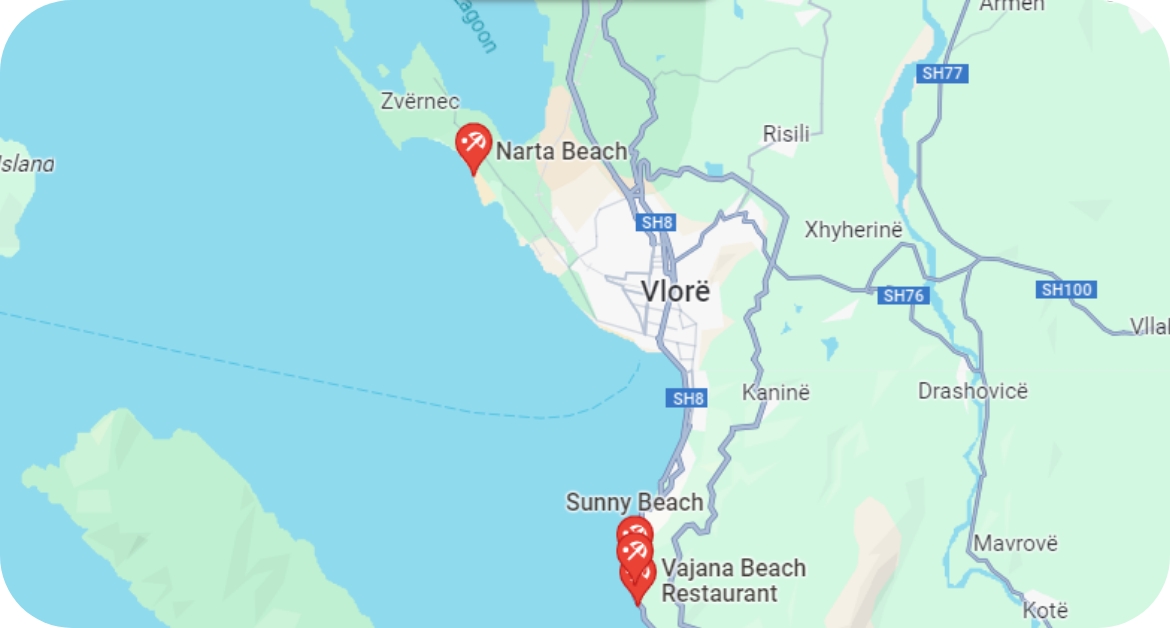 Armen
Lagoon
SH77
Zvërnec
Risili
Narta Beach
Island
SH8
Xhyherinë
Vlorë
SH76
SH100
Kaninë
Drashovicë
SH8
Sunny Beach
Mavrovë
Vajana Beach
Restaurant
Kotë